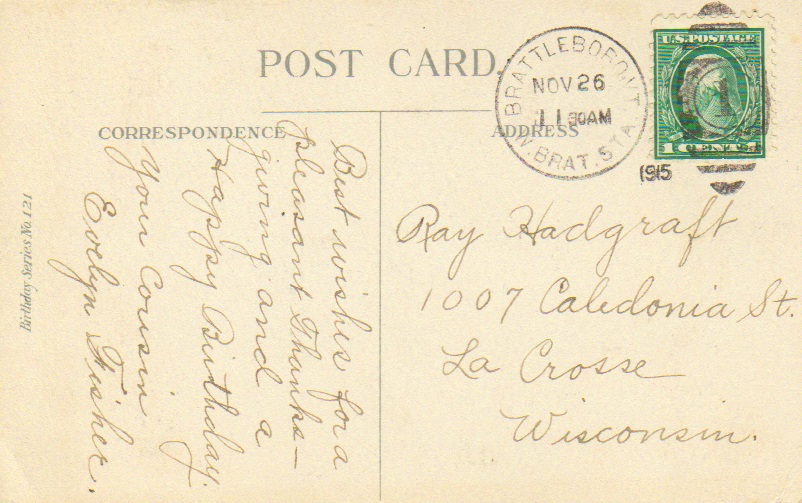 POST CARD.
CORRESPONDENCE
ADDRESS
BRATTLEBORO, VT.
NOV 26
11 30AM
W. BRAT. STA.
1915
U.S. POSTAGE
1 CENTS
1
Best wishes for a
pleasant Thanks-
giving and a
Happy Birthday.
Your Cousin
Evelyn Fisher.
Ray Hadgraft
1007 Caledonia St.
La Crosse
Wisconsin.
Birthday Series No. 121